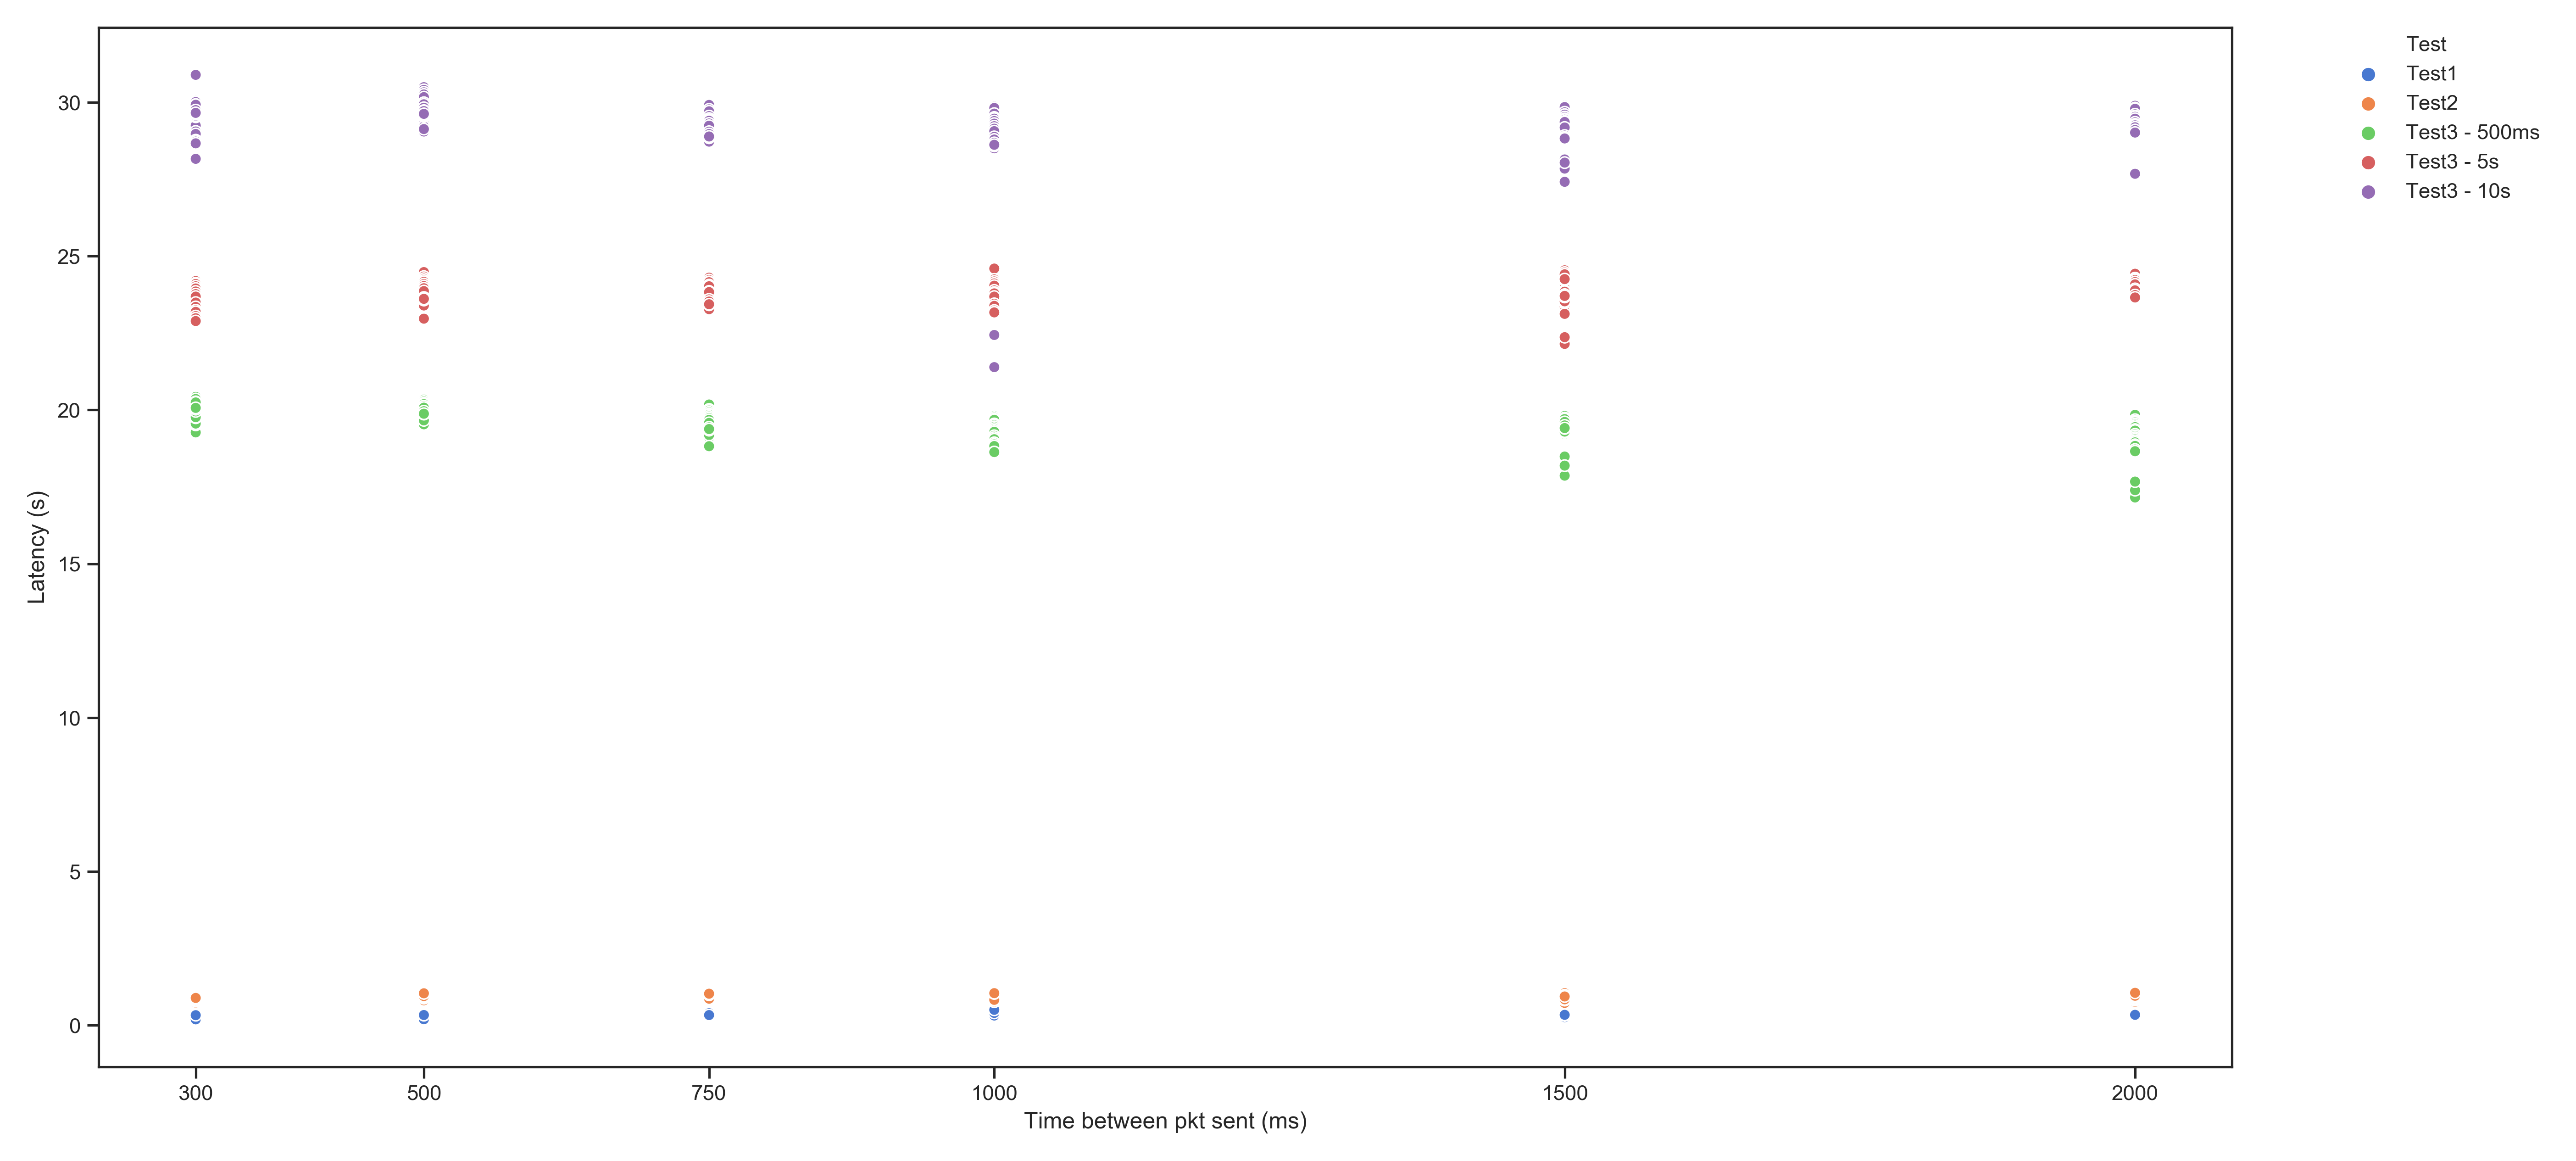 Test
Test1
Test2
Test3 - 500ms
Test3 - 5s
Test3 - 10s
Latency (s)
30
25
20
15
10
5
0
300 500 750 1000 1500 2000
Time between pkt sent (ms)